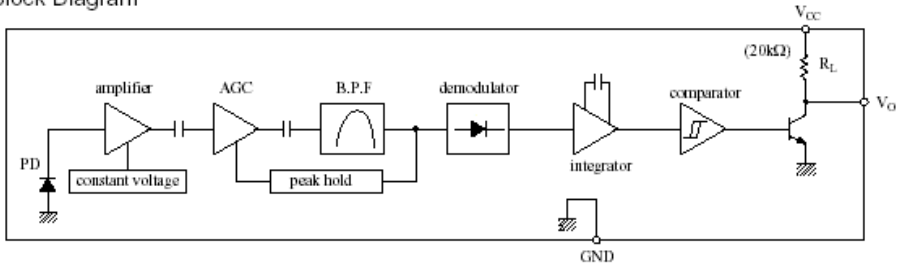 Block Diagram
VCC
(20kΩ)
RL
amplifier
AGC
B.P.F
demodulator
comparator
VO
PD
constant voltage
peak hold
integrator
GND